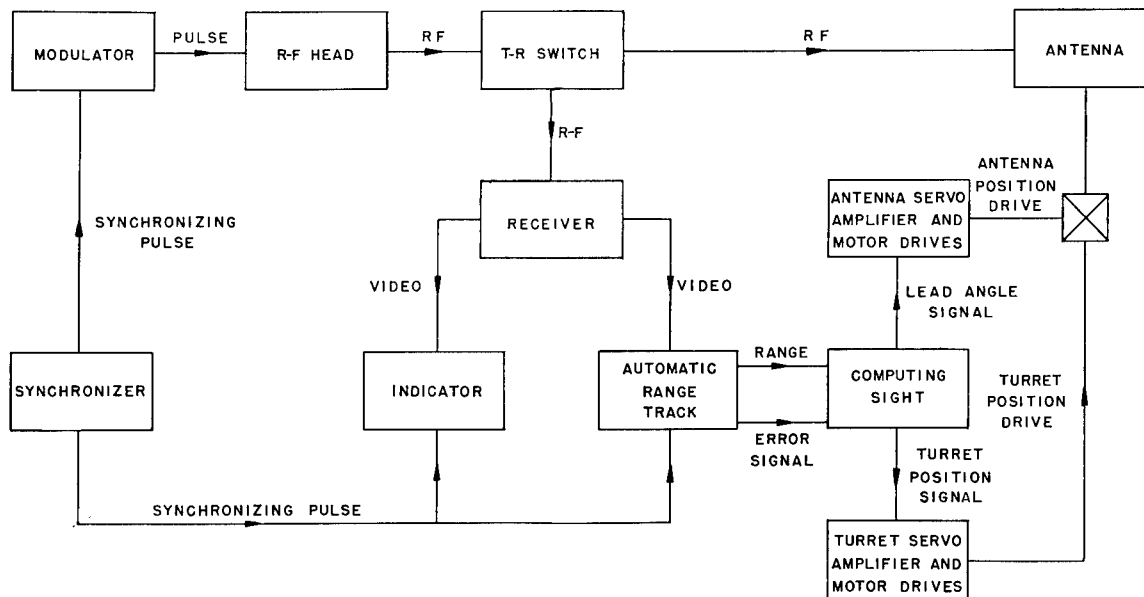 MODULATOR
PULSE
R-F HEAD
RF
T-R SWITCH
RF
ANTENNA
R-F
SYNCHRONIZING
PULSE
RECEIVER
ANTENNA SERVO
AMPLIFIER AND
MOTOR DRIVES
ANTENNA
POSITION
DRIVE
VIDEO
VIDEO
LEAD ANGLE
SIGNAL
SYNCHRONIZER
INDICATOR
AUTOMATIC
RANGE
TRACK
RANGE
ERROR
SIGNAL
COMPUTING
SIGHT
TURRET
POSITION
DRIVE
TURRET
POSITION
SIGNAL
SYNCHRONIZING PULSE
TURRET SERVO
AMPLIFIER AND
MOTOR DRIVES